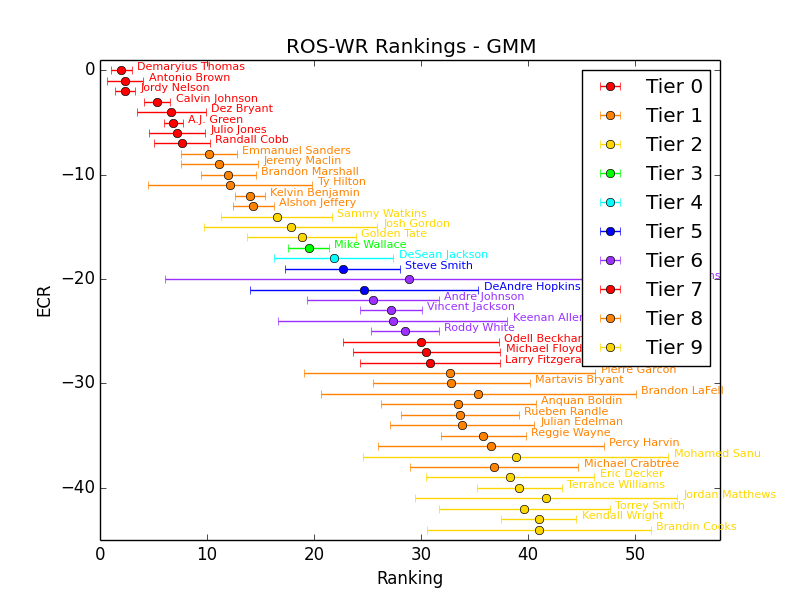 ROS-WR Rankings - GMM
0
Demaryius Thomas
Antonio Brown
Jordy Nelson
Calvin Johnson
Dez Bryant
A.J. Green
Julio Jones
Randall Cobb
Emmanuel Sanders
Jeremy Maclin
−10
Brandon Marshall
Ty Hilton
Kelvin Benjamin
Alshon Jeffery
Sammy Watkins
Josh Gordon
Golden Tate
Mike Wallace
DeSean Jackson
Steve Smith
−20
ns
DeAndre Hopkins
Andre Johnson
Vincent Jackson
Keenan Allen
Roddy White
Odell Beckha
Michael Floyd
Larry Fitzgera
Pierre Garcon
−30
Martavis Bryant
Brandon LaFell
Anquan Boldin
Rueben Randle
Julian Edelman
Reggie Wayne
Percy Harvin
Mohamed Sanu
Michael Crabtree
Eric Decker
−40
Terrance Williams
Jordan Matthews
Torrey Smith
Kendall Wright
Brandin Cooks
Tier 0
Tier 1
Tier 2
Tier 3
Tier 4
Tier 5
Tier 6
Tier 7
Tier 8
Tier 9
ECR
0 10 20 30 40 50
Ranking